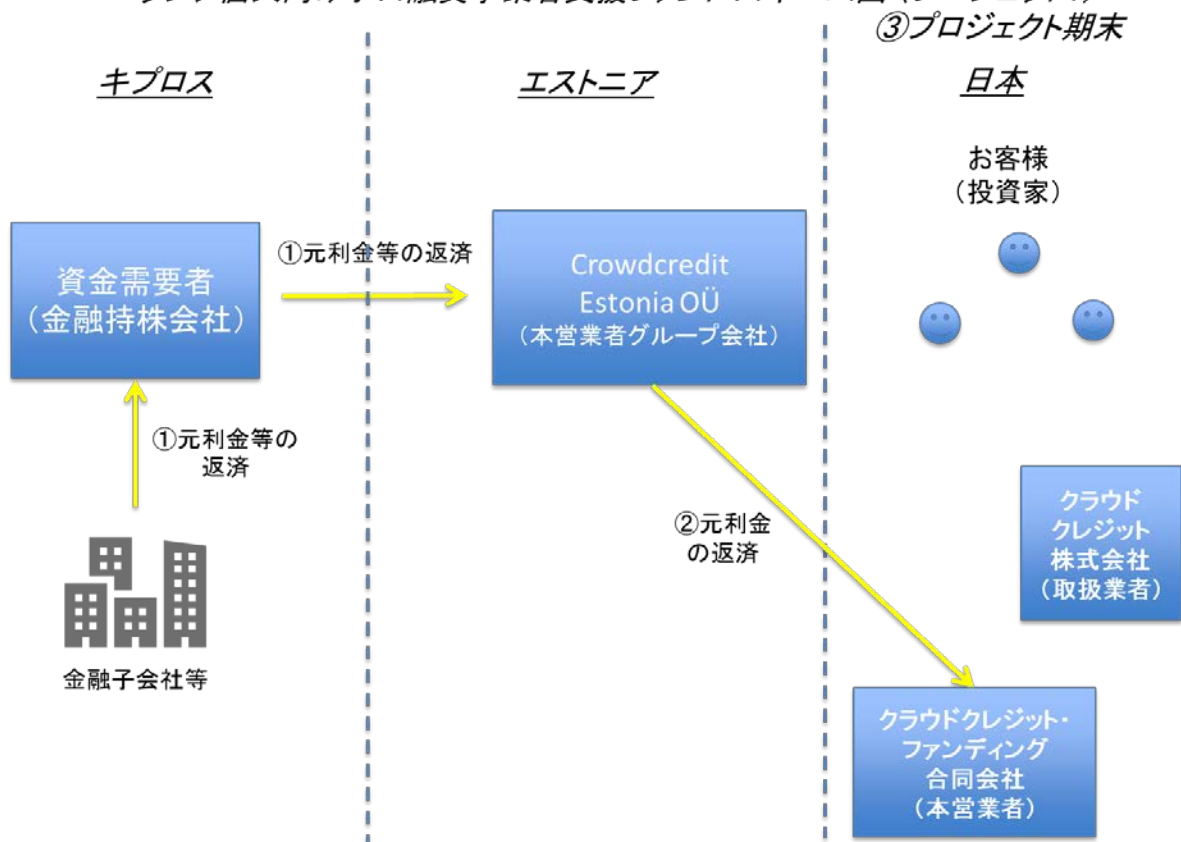 ③プロジェクト期末
キプロス
エストニア
日本
お客様
（投資家）
資金需要者
（金融持株会社）
①元利金等の返済
Crowdcredit
Estonia OÜ
（本営業者グループ会社）
①元利金等の
返済
金融子会社等
②元利金
の返済
クラウド
クレジット
株式会社
（取扱業者）
クラウドクレジット・
ファンディング
合同会社
（本営業者）